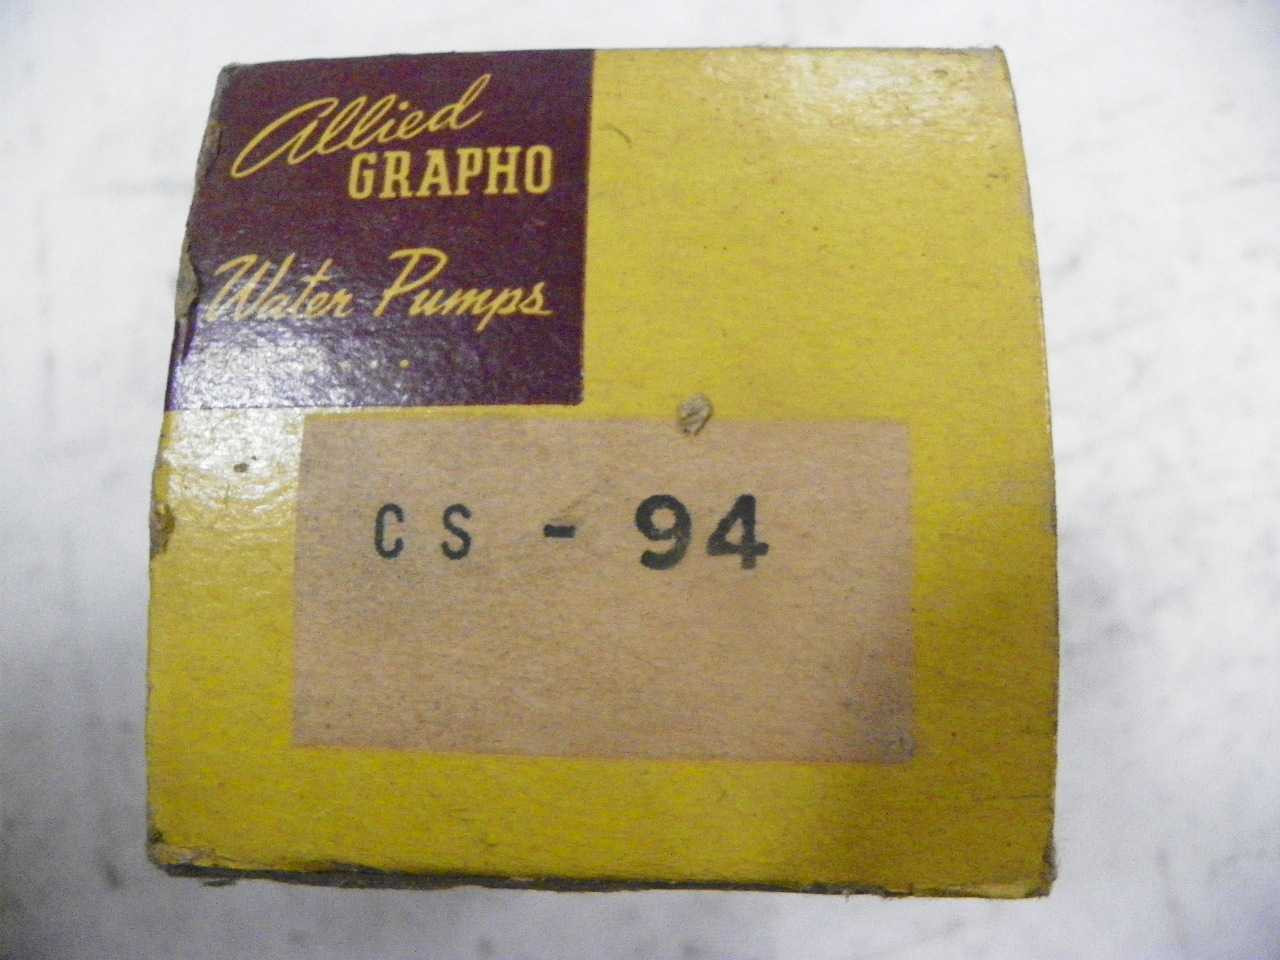 Allied
GRAPHO
Water Pumps
CS - 94